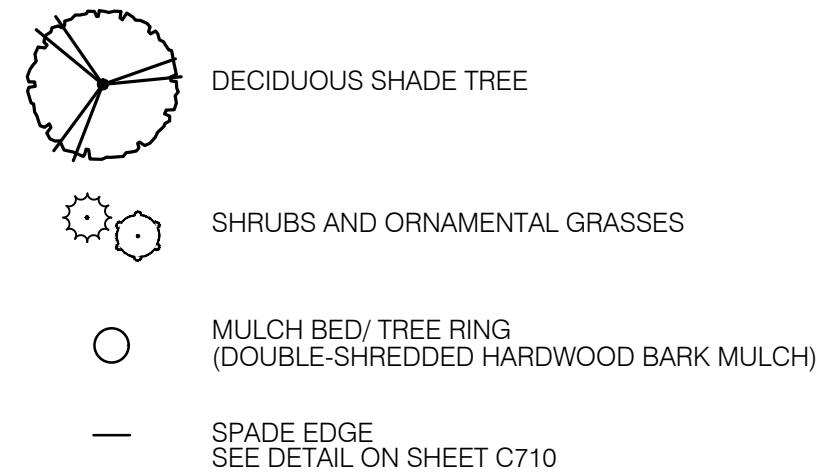 DECIDUOUS SHADE TREE
SHRUBS AND ORNAMENTAL GRASSES
MULCH BED/ TREE RING
(DOUBLE-SHREDDED HARDWOOD BARK MULCH)
SPADE EDGE
SEE DETAIL ON SHEET C710